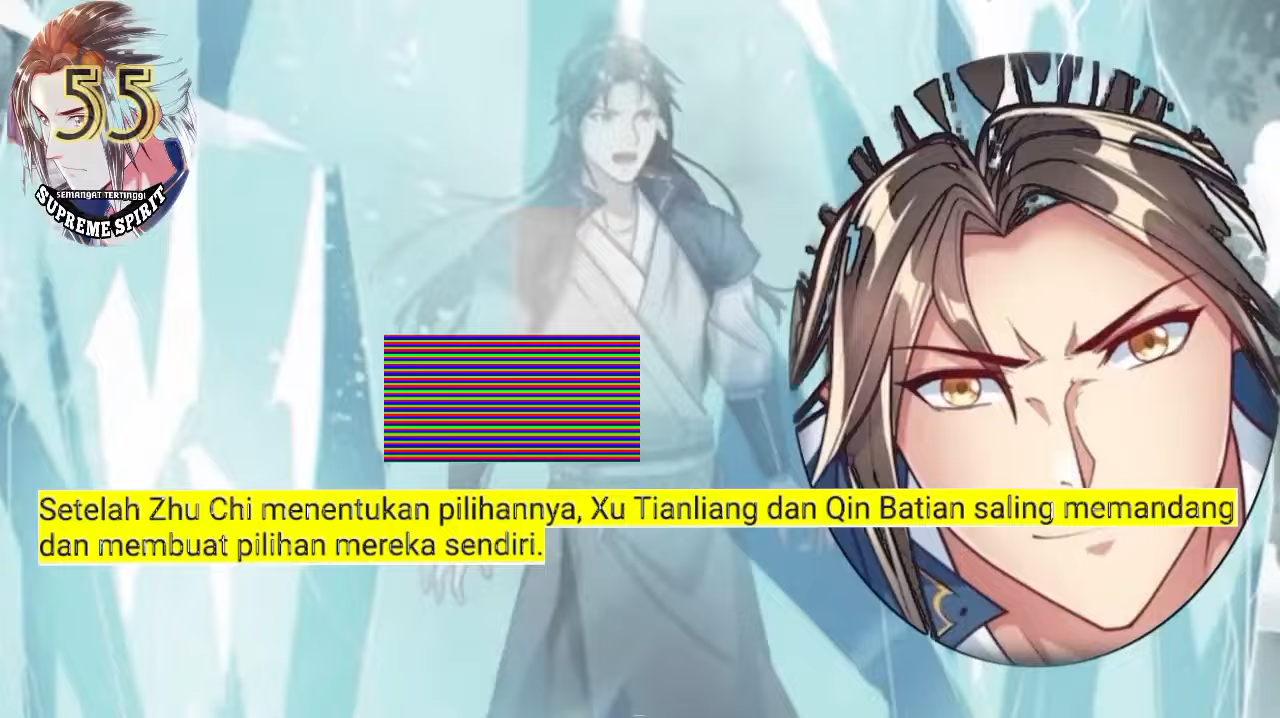 55
SEMANGAT TERTINGGI
SUPREME SPIRIT
Setelah Zhu Chi menentukan pilihannya, Xu Tianliang dan Qin Batian saling memandang
dan membuat pilihan mereka sendiri.